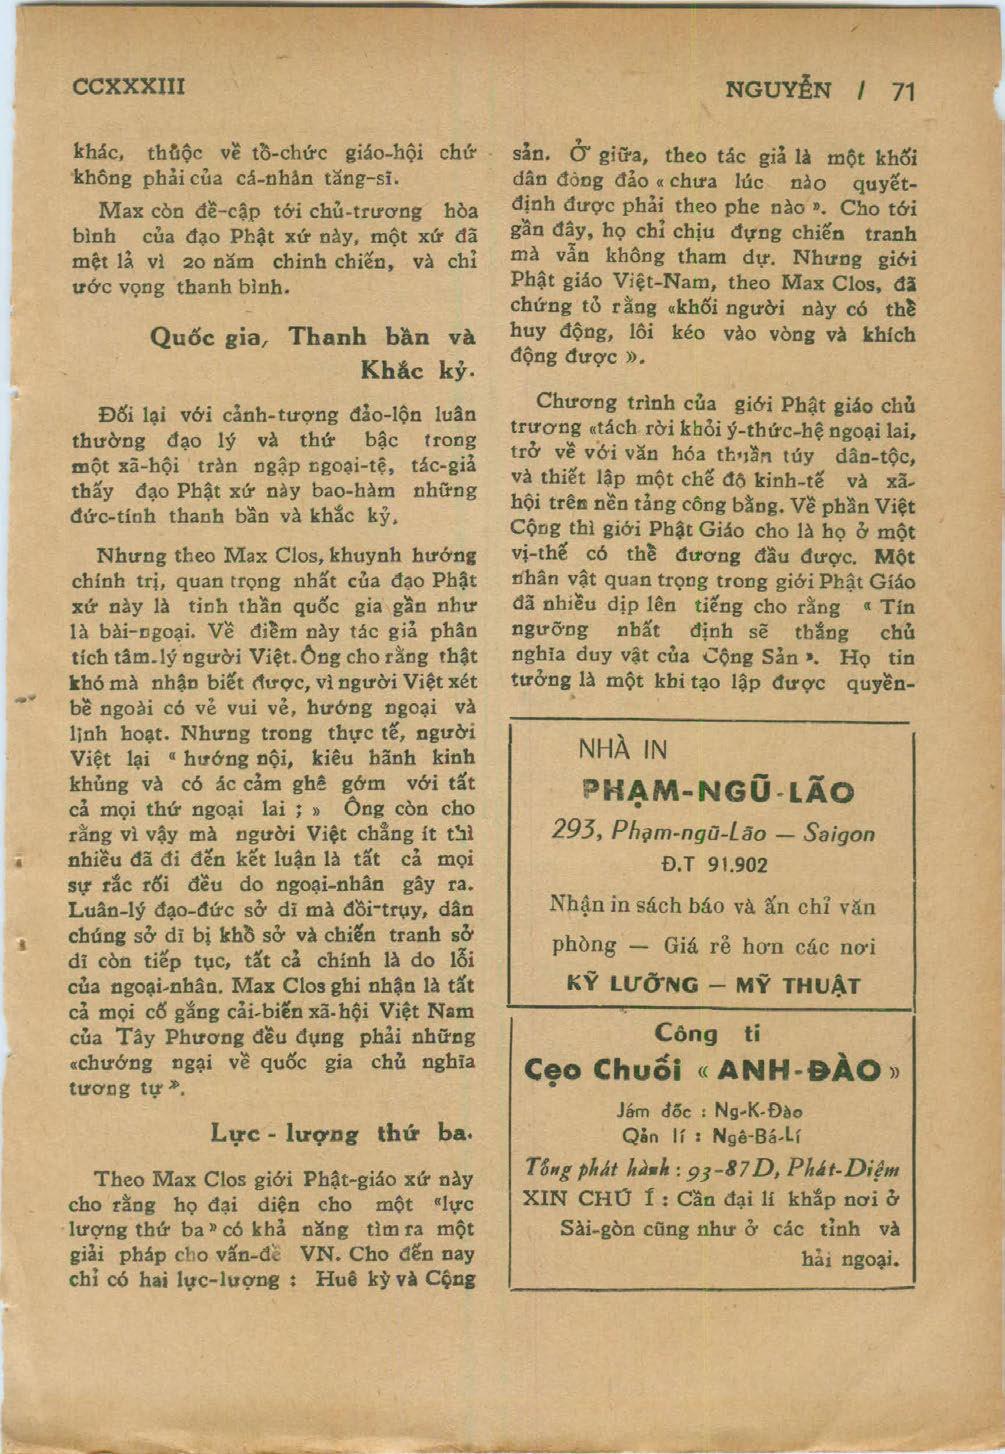 CCXXXIII
NGUYỄN / 71
khác, thuộc về tổ-chức giáo-hội chứ
không phải của cá-nhân tăng-sĩ.
Max còn đề-cập tới chủ-trương hòa
bình của đạo Phật xứ này, một xứ đã
mệt lả vì 20 năm chinh chiến, và chỉ
ước vọng thanh bình.
Quốc gia, Thanh bần và
Khắc kỷ.
Đối lại với cảnh-tượng đảo-lộn luân
thường đạo lý và thứ bậc trong
một xã-hội tràn ngập ngoại-tệ, tác-giả
thấy đạo Phật xứ này bao-hàm những
đức-tính thanh bần và khắc kỷ.
Nhưng theo Max Clos, khuynh hướng
chính trị, quan trọng nhất của đạo Phật
xứ này là tinh thần quốc gia gần như
là bài-ngoại. Về điềm này tác giả phân
tích tâm.lý người Việt. Ông cho rằng thật
khó mà nhận biết được, vì người Việt xét
bề ngoài có vẻ vui vẻ, hướng ngoại và
linh hoạt. Nhưng trong thực tế, người
Việt lại « hướng nội, kiêu hãnh kinh
khủng và có ác cảm ghê gớm với tất
cả mọi thứ ngoại lai ; » Ông còn cho
rằng vì vậy mà người Việt chẳng ít thì
nhiều đã đi đến kết luận là tất cả mọi
sự rắc rối đều do ngoại-nhân gây ra.
Luân-lý đạo-đức sở dĩ mà đồi-trụy, dân
chúng sở dĩ bị khổ sở và chiến tranh sở
dĩ còn tiếp tục, tất cả chính là do lỗi
của ngoại-nhân. Max Clos ghi nhận là tất
cả mọi cố gắng cải-biến xã-hội Việt Nam
của Tây Phương đều đụng phải những
«chướng ngại về quốc gia chủ nghĩa
tương tự ».
Lực - lượng thứ ba.
Theo Max Clos giới Phật-giáo xứ này
cho rằng họ đại diện cho một «lực
lượng thứ ba» có khả năng tìm ra một
giải pháp cho vấn-đề VN. Cho đến nay
chỉ có hai lực-lượng : Huê kỳ và Cộng
sản. Ở giữa, theo tác giả là một khối
dân đông đảo « chưa lúc nào quyết-
định được phải theo phe nào ». Cho tới
gần đây, họ chỉ chịu đựng chiến tranh
mà vẫn không tham dự. Nhưng giới
Phật giáo Việt-Nam, theo Max Clos, đã
chứng tỏ rằng «khối người này có thể
huy động, lôi kéo vào vòng và khích
động được ».
Chương trình của giới Phật giáo chủ
trương «tách rời khỏi ý-thức-hệ ngoại lai,
trở về với văn hóa thuần túy dân-tộc,
và thiết lập một chế độ kinh-tế và xã-
hội trên nền tảng công bằng. Về phần Việt
Cộng thì giới Phật Giáo cho là họ ở một
vị-thế có thể đương đầu được. Một
nhân vật quan trọng trong giới Phật Giáo
đã nhiều dịp lên tiếng cho rằng « Tín
ngưỡng nhất định sẽ thắng chủ
nghĩa duy vật của Cộng Sản ». Họ tin
tưởng là một khi tạo lập được quyền-
NHÀ IN
PHẠM-NGŨ-LÃO
293, Phạm-ngũ-Lão — Saigon
Đ.T 91.902
Nhận in sách báo và ấn chỉ văn
phòng — Giá rẻ hơn các nơi
KỸ LƯỠNG — MỸ THUẬT
Công ti
Cẹo Chuối « ANH-ĐÀO »
Jám đốc : Ng-K-Đào
Qản lí : Ngê-Bá-Lí
Tổng phát hành : 93-87D, Phát-Diệm
XIN CHÚ Í : Cần đại lí khắp nơi ở
Sài-gòn cũng như ở các tỉnh và
hải ngoại.